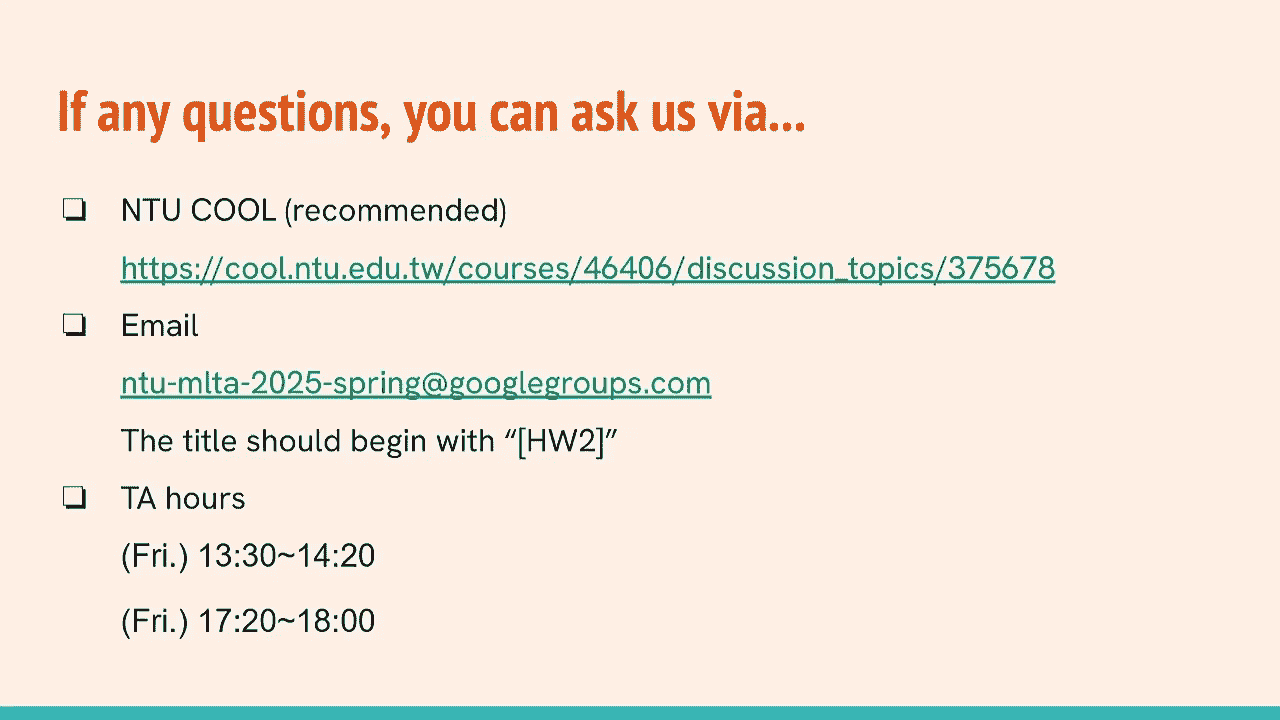 If any questions, you can ask us via...
❏ NTU COOL (recommended)
https://cool.ntu.edu.tw/courses/46406/discussion_topics/375678
❏ Email
ntu-mlta-2025-spring@googlegroups.com
The title should begin with “[HW2]”
❏ TA hours
(Fri.) 13:30~14:20
(Fri.) 17:20~18:00